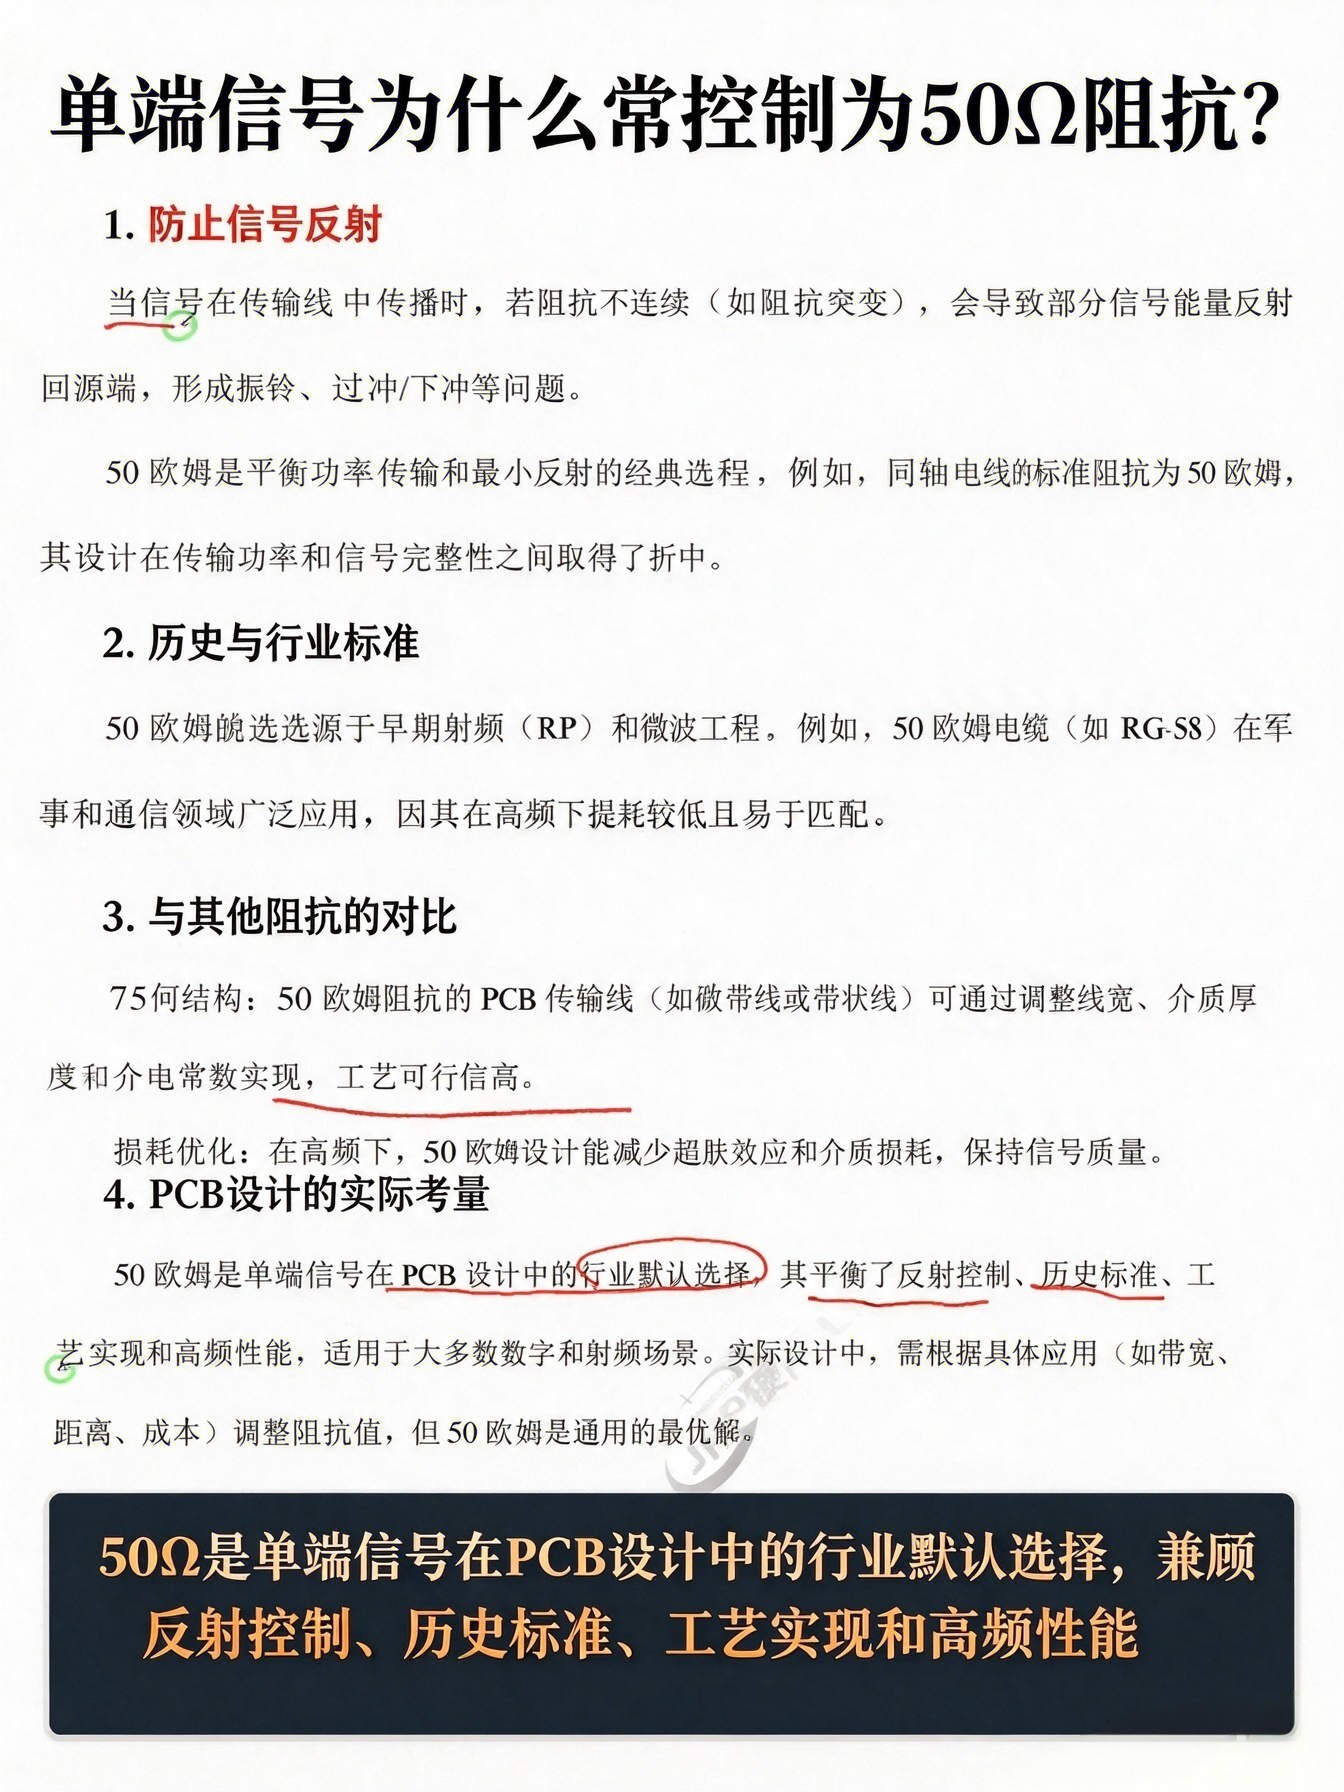 单端信号为什么常控制为50Ω阻抗？
1. 防止信号反射
当信号在传输线 中传播时，若阻抗不连续（如阻抗突变），会导致部分信号能量反射
回源端，形成振铃、过冲/下冲等问题。
50 欧姆是平衡功率传输和最小反射的经典选程，例如，同轴电线的标准阻抗为 50 欧姆，
其设计在传输功率和信号完整性之间取得了折中。
2. 历史与行业标准
50 欧姆 选选源于早期射频（RP）和微波工程。例如，50 欧姆电缆（如 RG-S8）在军
事和通信领域广泛应用，因其在高频下提耗较低且易于匹配。
3. 与其他阻抗的对比
75何结构：50 欧姆阻抗的 PCB 传输线（如 带线或带状线）可通过调整线宽、介质厚
度和介电常数实现，工艺可行信高。
损耗优化：在高频下，50 欧姆设计能减少超肤效应和介质损耗，保持信号质量。
4. PCB设计的实际考量
50 欧姆是单端信号在 PCB 设计中的行业默认选择，其平衡了反射控制、历史标准、工
艺实现和高频性能，适用于大多数数字和射频场景。实际设计中，需根据具体应用（如带宽、
距离、成本）调整阻抗值，但 50 欧姆是通用的最优解。
50Ω是单端信号在PCB设计中的行业默认选择，兼顾
反射控制、历史标准、工艺实现和高频性能